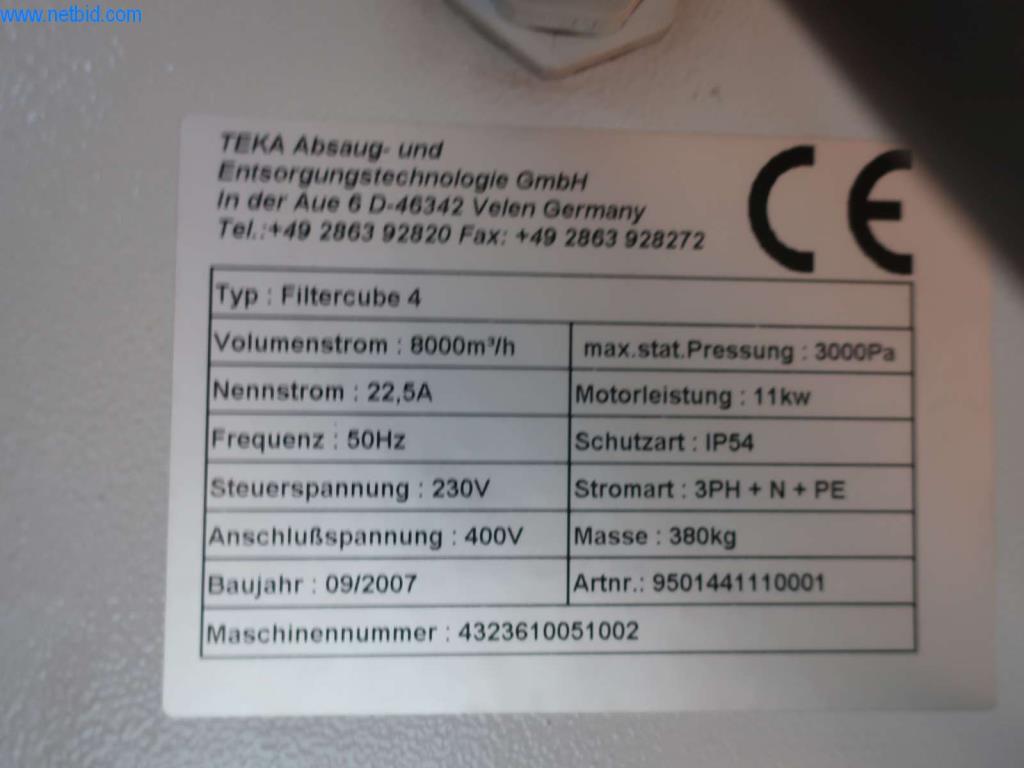 www.netbid.com
TEKA Absaug- und
Entsorgungstechnologie GmbH
In der Aue 6 D-46342 Velen Germany
Tel.:+49 2863 92820 Fax: +49 2863 928272
CE
Typ : Filtercube 4
Volumenstrom : 8000m³/h max.stat.Pressung : 3000Pa
Nennstrom : 22,5A Motorleistung : 11kw
Frequenz : 50Hz Schutzart : IP54
Steuerspannung : 230V Stromart : 3PH + N + PE
Anschlußspannung : 400V Masse : 380kg
Baujahr : 09/2007 Artnr.: 9501441110001
Maschinennummer : 4323610051002